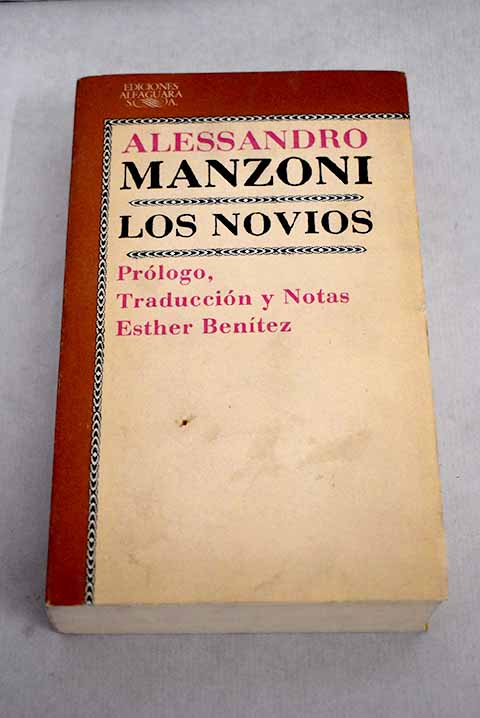 EDICIONES
ALFAGUARA
S. A.
ALESSANDRO
MANZONI
LOS NOVIOS
Prólogo,
Traducción y Notas
Esther Benítez